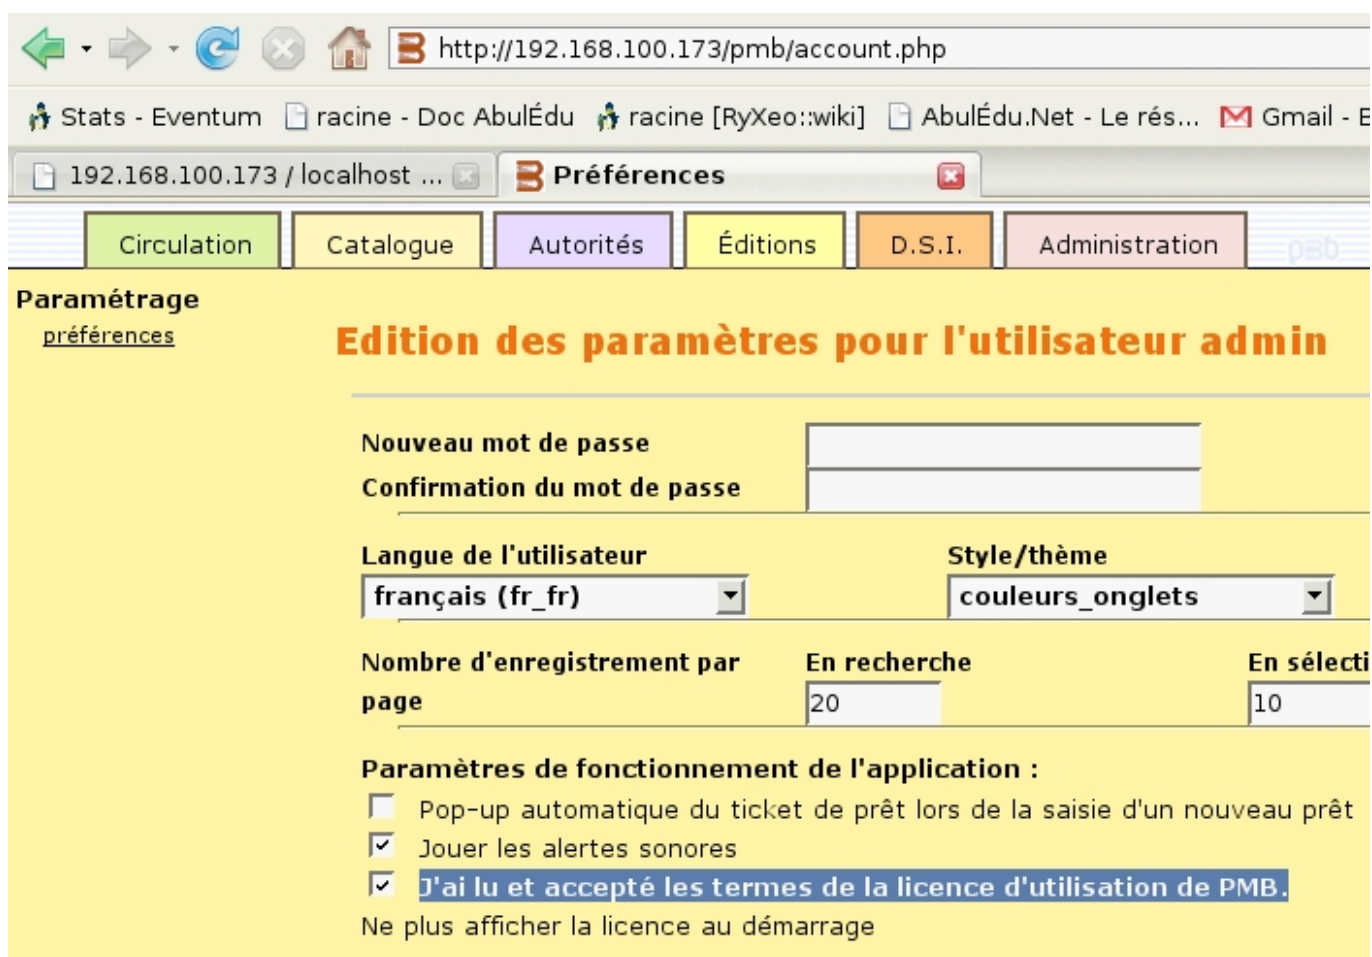 http://192.168.100.173/pmb/account.php
Stats - Eventum racine - Doc AbulÉdu racine [RyXeo::wiki] AbulÉdu.Net - Le rés... Gmail -
192.168.100.173 / localhost ... Préférences
Circulation Catalogue Autorités Éditions D.S.I. Administration pmb
Paramétrage
préférences
Edition des paramètres pour l'utilisateur admin
Nouveau mot de passe
Confirmation du mot de passe
Langue de l'utilisateur Style/thème
français (fr_fr) couleurs_onglets
Nombre d'enregistrement par En recherche En sélecti
page 20 10
Paramètres de fonctionnement de l'application :
Pop-up automatique du ticket de prêt lors de la saisie d'un nouveau prêt
Jouer les alertes sonores
J'ai lu et accepté les termes de la licence d'utilisation de PMB.
Ne plus afficher la licence au démarrage